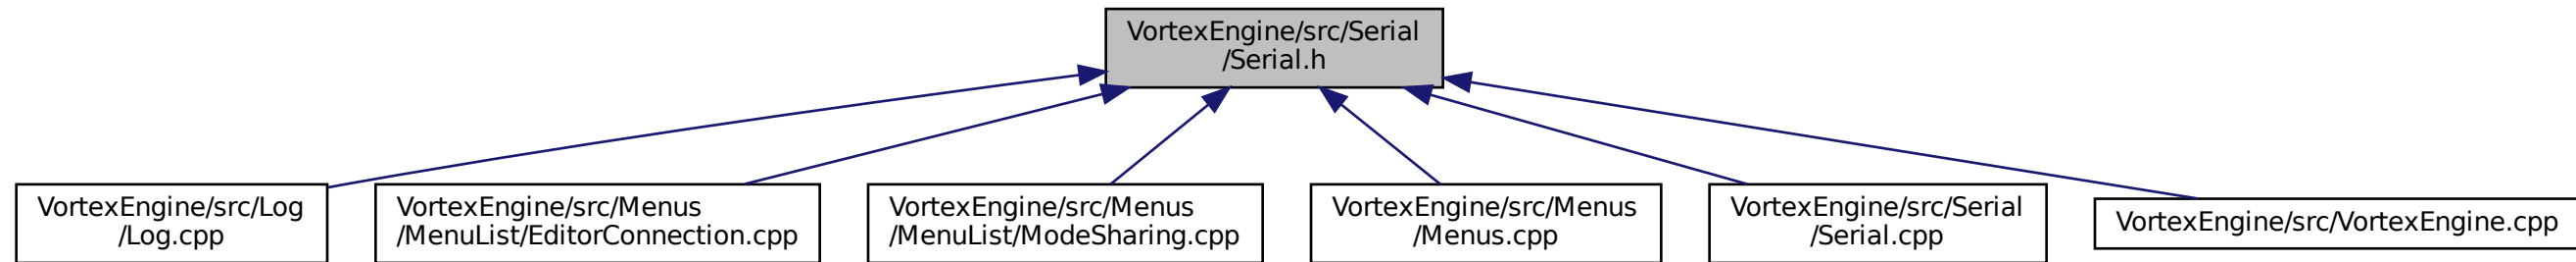 VortexEngine/src/Serial
/Serial.h
VortexEngine/src/Log
/Log.cpp
VortexEngine/src/Menus
/MenuList/EditorConnection.cpp
VortexEngine/src/Menus
/MenuList/ModeSharing.cpp
VortexEngine/src/Menus
/Menus.cpp
VortexEngine/src/Serial
/Serial.cpp
VortexEngine/src/VortexEngine.cpp